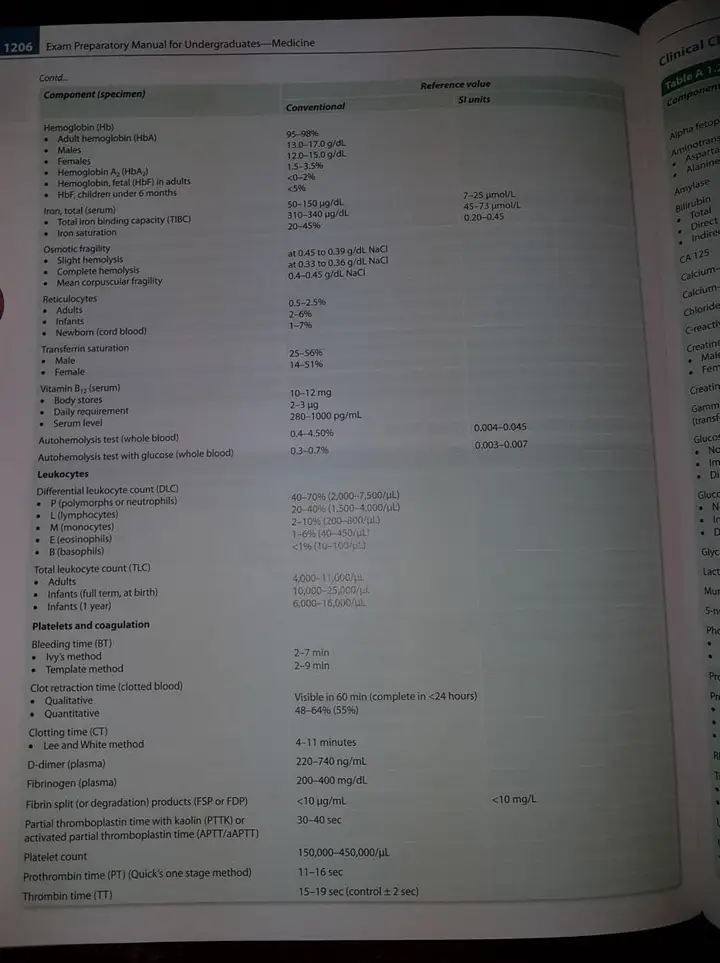 1206 Exam Preparatory Manual for Undergraduates—Medicine
Contd...
Component (specimen) Reference value
Conventional SI units
Hemoglobin (Hb)
• Adult hemoglobin (HbA) 95–98%
• Males 13.0–17.0 g/dL
• Females 12.0–15.0 g/dL
• Hemoglobin A₂ (HbA₂) 1.5–3.5%
• Hemoglobin, fetal (HbF) in adults <0–2%
• HbF, children under 6 months <5%
Iron, total (serum) 50–150 µg/dL 7–25 µmol/L
• Total iron binding capacity (TIBC) 310–340 µg/dL 45–73 µmol/L
• Iron saturation 20–45% 0.20–0.45
Osmotic fragility
• Slight hemolysis at 0.45 to 0.39 g/dL NaCl
• Complete hemolysis at 0.33 to 0.36 g/dL NaCl
• Mean corpuscular fragility 0.4–0.45 g/dL NaCl
Reticulocytes
• Adults 0.5–2.5%
• Infants 2–6%
• Newborn (cord blood) 1–7%
Transferrin saturation
• Male 25–56%
• Female 14–51%
Vitamin B₁₂ (serum)
• Body stores 10–12 mg
• Daily requirement 2–3 µg
• Serum level 280–1000 pg/mL
Autohemolysis test (whole blood) 0.4–4.50% 0.004–0.045
Autohemolysis test with glucose (whole blood) 0.3–0.7% 0.003–0.007
Leukocytes
Differential leukocyte count (DLC)
• P (polymorphs or neutrophils) 40–70% (2,000–7,500/µL)
• L (lymphocytes) 20–40% (1,500–4,000/µL)
• M (monocytes) 2–10% (200–800/µL)
• E (eosinophils) 1–6% (40–450/µL)
• B (basophils) <1% (10–100/µL)
Total leukocyte count (TLC)
• Adults 4,000–11,000/µL
• Infants (full term, at birth) 10,000–25,000/µL
• Infants (1 year) 6,000–16,000/µL
Platelets and coagulation
Bleeding time (BT)
• Ivy's method 2–7 min
• Template method 2–9 min
Clot retraction time (clotted blood)
• Qualitative Visible in 60 min (complete in <24 hours)
• Quantitative 48–64% (55%)
Clotting time (CT)
• Lee and White method 4–11 minutes
D-dimer (plasma) 220–740 ng/mL
Fibrinogen (plasma) 200–400 mg/dL
Fibrin split (or degradation) products (FSP or FDP) <10 µg/mL <10 mg/L
Partial thromboplastin time with kaolin (PTTK) or 30–40 sec
activated partial thromboplastin time (APTT/aAPTT)
Platelet count 150,000–450,000/µL
Prothrombin time (PT) (Quick's one stage method) 11–16 sec
Thrombin time (TT) 15–19 sec (control ± 2 sec)
Clinical
Table A 1.
Component
Alpha
• Total
• Direct
Amylase
Bilirubin
CA 125